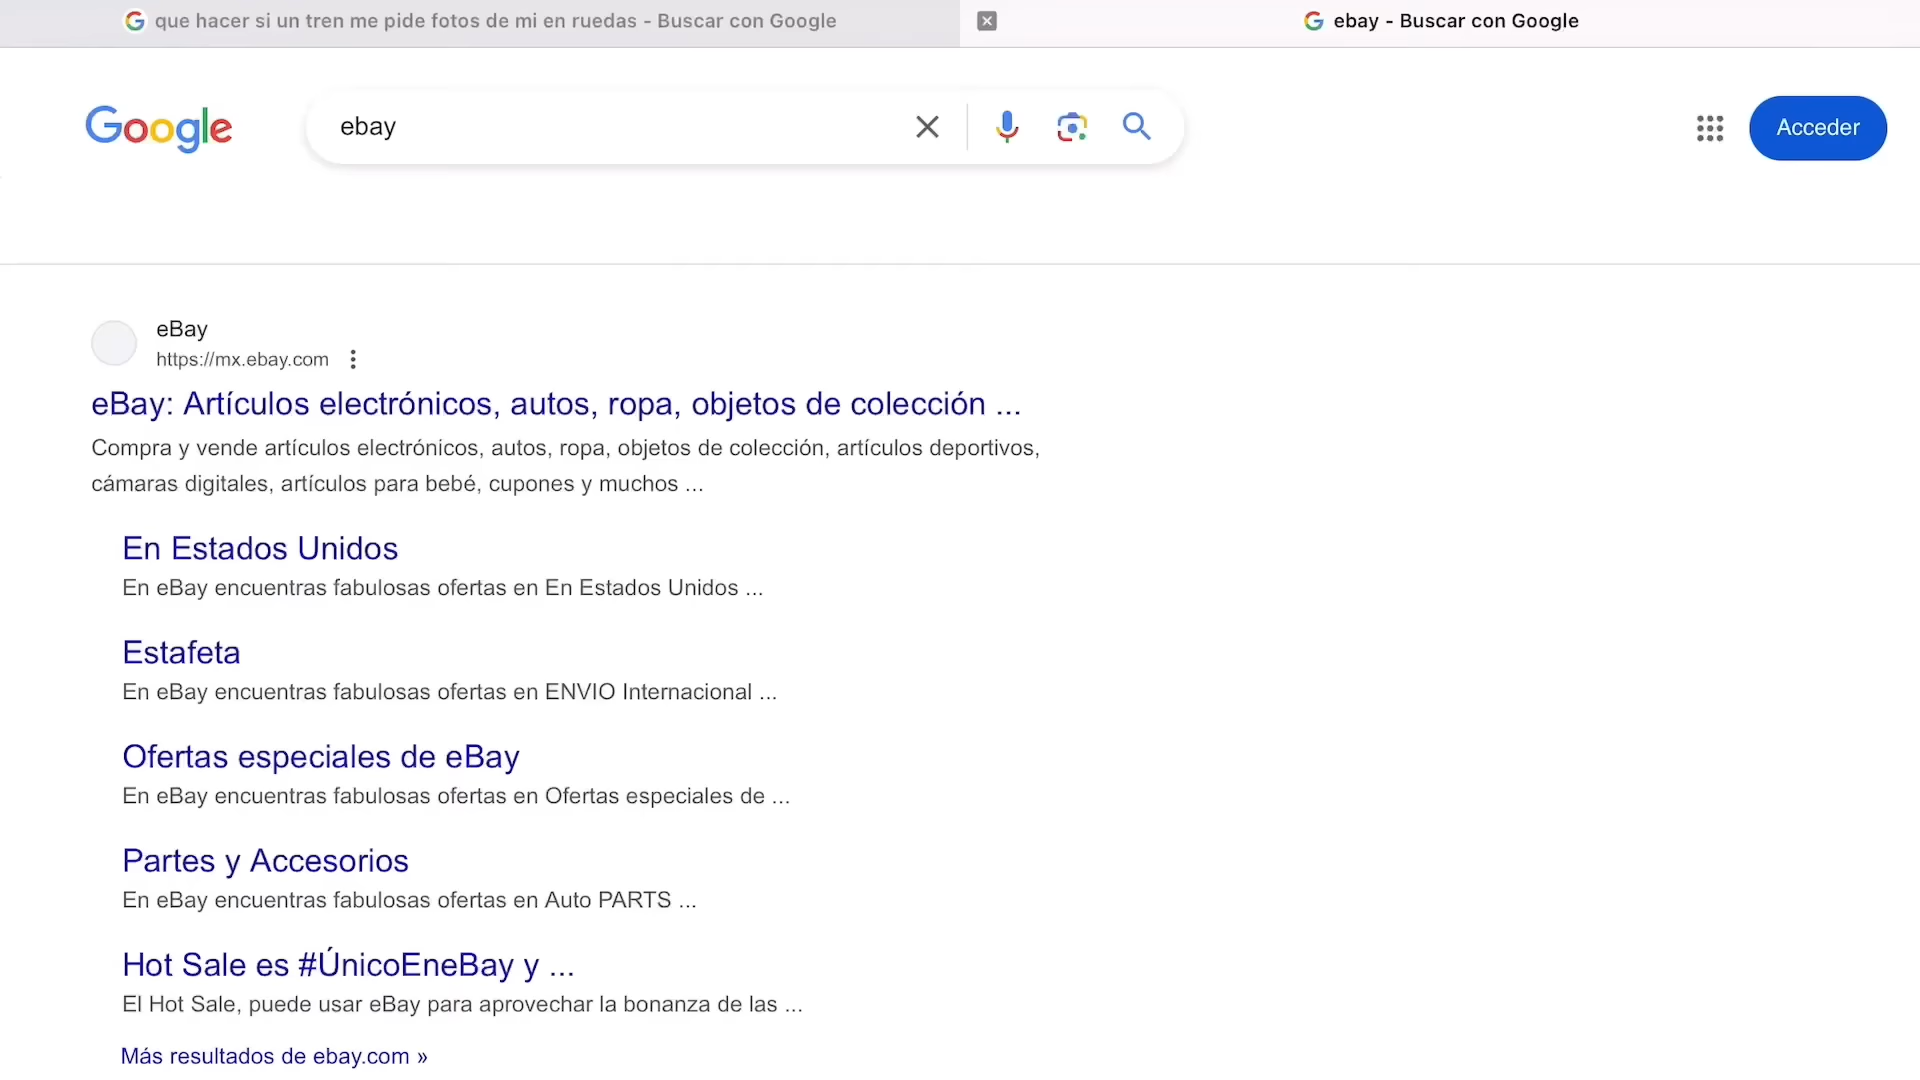 que hacer si un tren me pide fotos de mi en ruedas - Buscar con Google
ebay - Buscar con Google
Google
ebay
Acceder
eBay
https://mx.ebay.com
eBay: Artículos electrónicos, autos, ropa, objetos de colección ...
Compra y vende artículos electrónicos, autos, ropa, objetos de colección, artículos deportivos,
cámaras digitales, artículos para bebé, cupones y muchos ...
En Estados Unidos
En eBay encuentras fabulosas ofertas en En Estados Unidos ...
Estafeta
En eBay encuentras fabulosas ofertas en ENVIO Internacional ...
Ofertas especiales de eBay
En eBay encuentras fabulosas ofertas en Ofertas especiales de ...
Partes y Accesorios
En eBay encuentras fabulosas ofertas en Auto PARTS ...
Hot Sale es #ÚnicoEneBay y ...
El Hot Sale, puede usar eBay para aprovechar la bonanza de las ...
Más resultados de ebay.com »